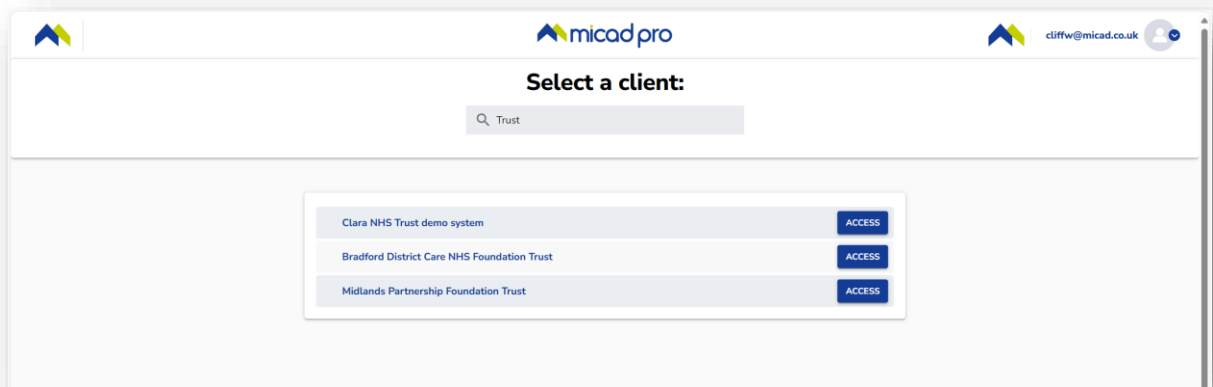 micad pro
cliffw@micad.co.uk
Select a client:
Trust
Clara NHS Trust demo system
ACCESS
Bradford District Care NHS Foundation Trust
ACCESS
Midlands Partnership Foundation Trust
ACCESS